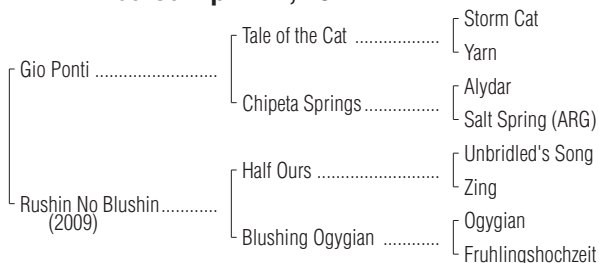 Storm Cat
Tale of the Cat ..................
Yarn
Gio Ponti ..........................
Alydar
Chipeta Springs................
Salt Spring (ARG)
Unbridled's Song
Half Ours ..........................
Zing
Rushin No Blushin............
(2009)
Ogygian
Blushing Ogygian ............
Fruhlingshochzeit